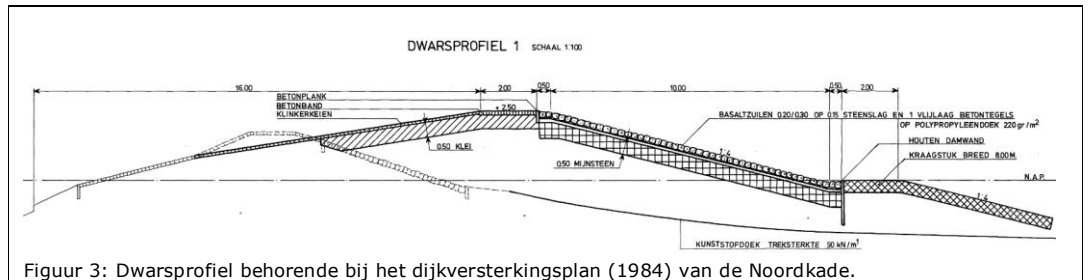 DWARSPROFIEL 1 SCHAAL 1:100
16.00 2.00 0,50 10.00 0.50 2.00
BETONPLANK
BETONBAND
KLINKERKEIEN
+ 2.50
BASALTZUILEN 0.20/0.30 OP 0.15 STEENSLAG EN 1 VLIJLAAG BETONTEGELS
OP POLYPROPYLEENDOEK 220 gr/m²
0.50 KLEI
1:4
HOUTEN DAMWAND
0.50 MIJNSTEEN
KRAAGSTUK BREED 8.00M.
N.A.P.
1:4
KUNSTSTOFDOEK TREKSTERKTE 90 kN/m¹
Figuur 3: Dwarsprofiel behorende bij het dijkversterkingsplan (1984) van de Noordkade.